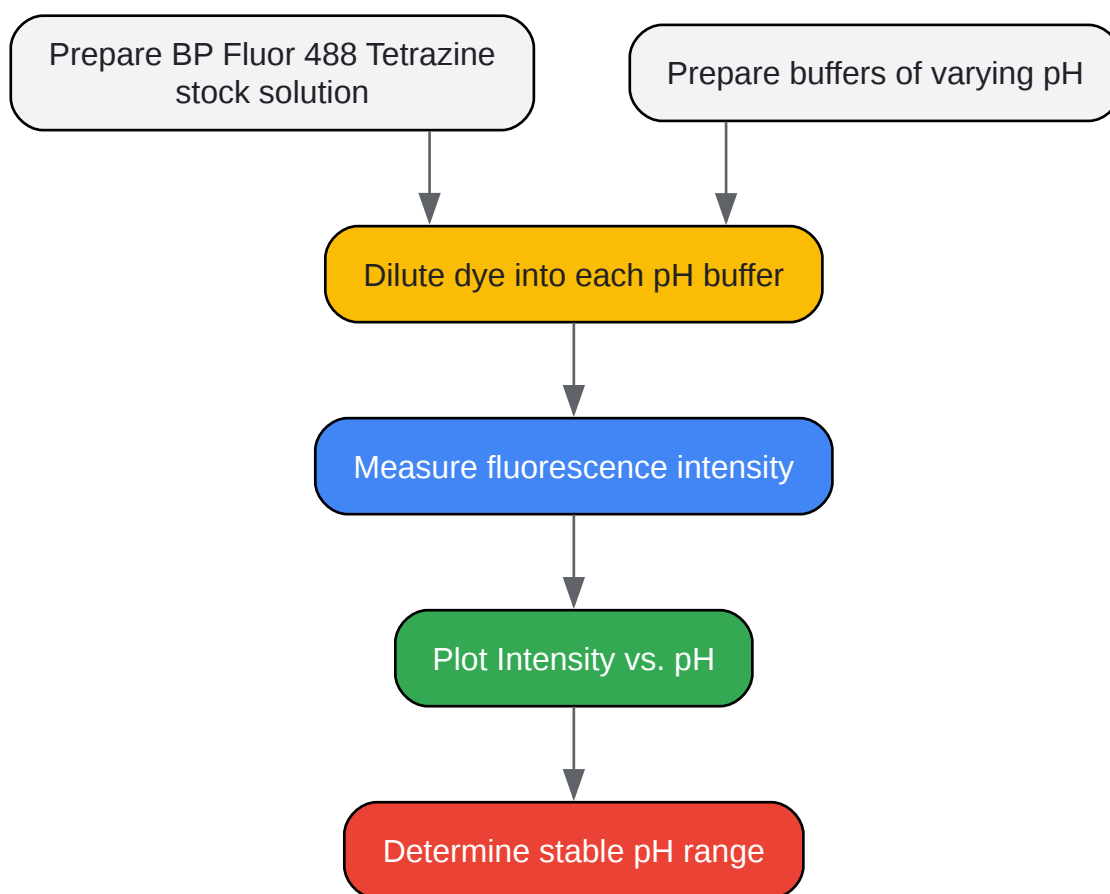 Prepare BP Fluor 488 Tetrazine
stock solution
Prepare buffers of varying pH
Dilute dye into each pH buffer
Measure fluorescence intensity
Plot Intensity vs. pH
Determine stable pH range